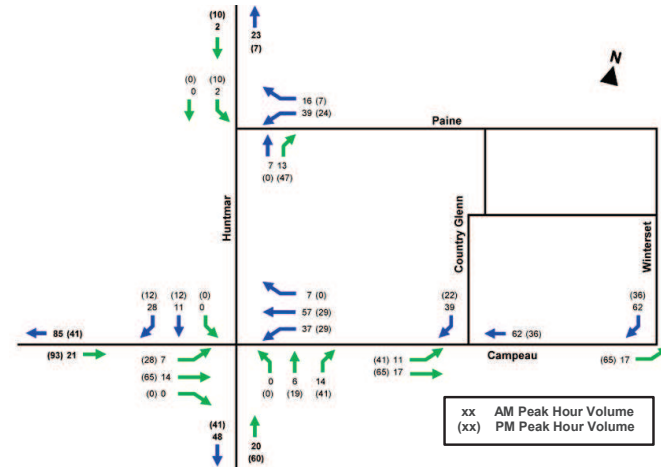 (10)
2
23
(7)
N
(0) (10)
0 2
16 (7)
39 (24)
Paine
7 13
(0) (47)
Huntmar
Country Glenn
Winterset
(12) (12) (0)
28 11 0
7 (0)
57 (29)
37 (29)
(22)
39
(36)
62
85 (41)
62 (36)
(93) 21
(28) 7
(65) 14
(0) 0
0 6 14
(0) (19) (41)
(41) 11
(65) 17
Campeau
(65) 17
(41)
48
20
(60)
xx AM Peak Hour Volume
(xx) PM Peak Hour Volume